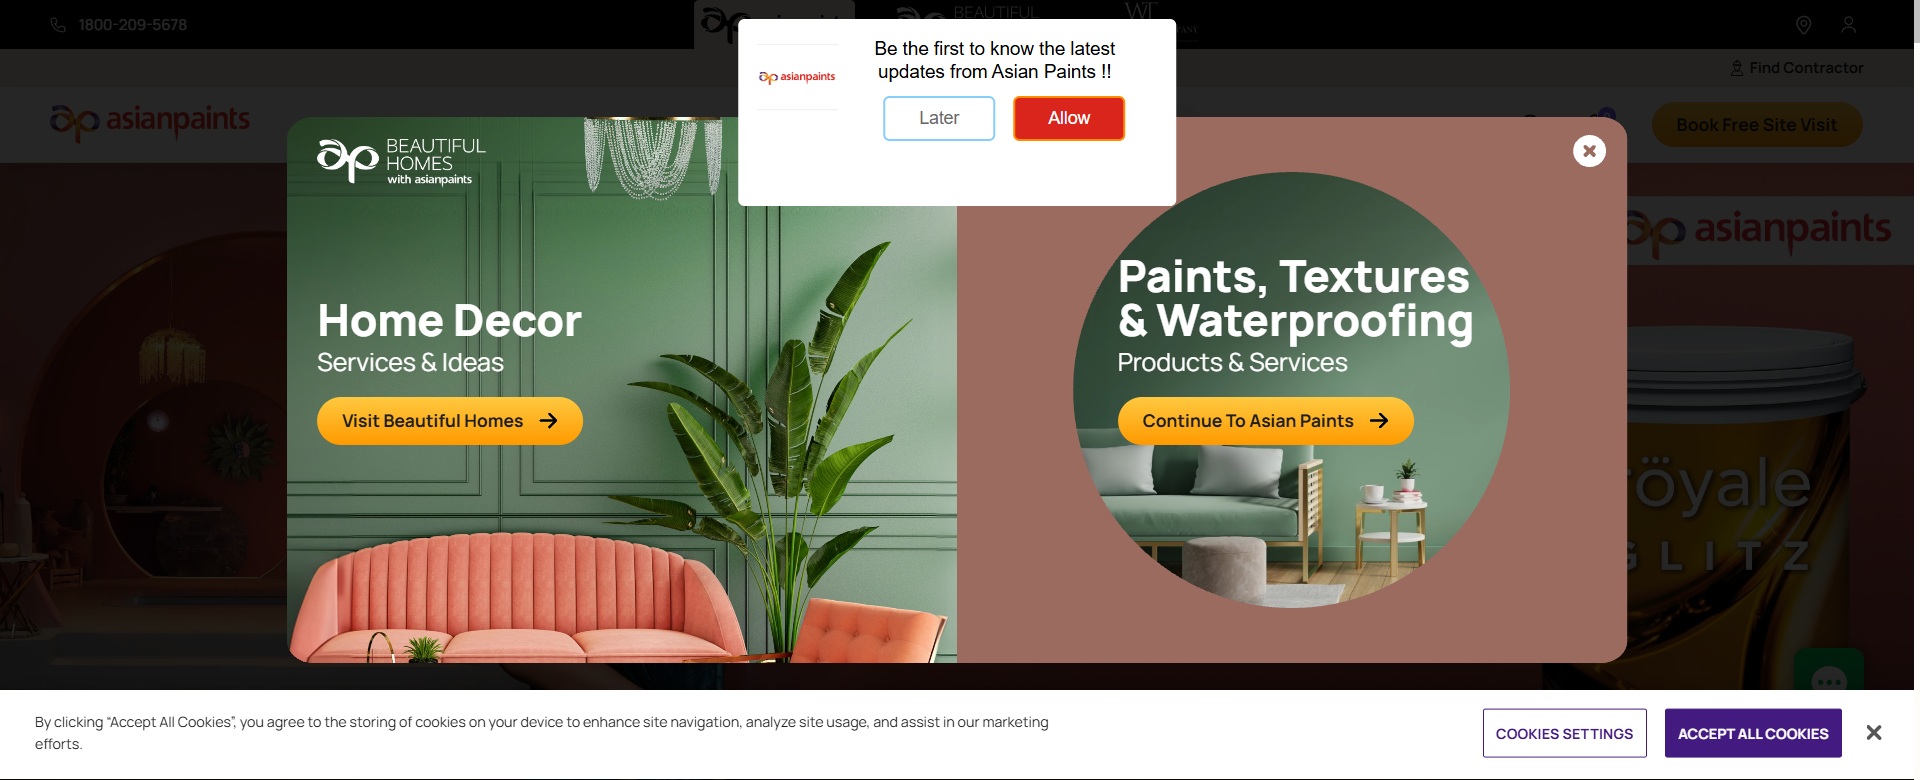 1800-209-5678
BEAUTIFUL
WT
Be the first to know the latest
updates from Asian Paints !!
asianpaints
Later
Allow
Find Contractor
asianpaints
Book Free Site Visit
BEAUTIFUL
HOMES
with asianpaints
Home Decor
Services & Ideas
Visit Beautiful Homes
Paints, Textures
& Waterproofing
Products & Services
Continue To Asian Paints
asianpaints
röyale
GLITZ
By clicking “Accept All Cookies”, you agree to the storing of cookies on your device to enhance site navigation, analyze site usage, and assist in our marketing
efforts.
COOKIES SETTINGS
ACCEPT ALL COOKIES